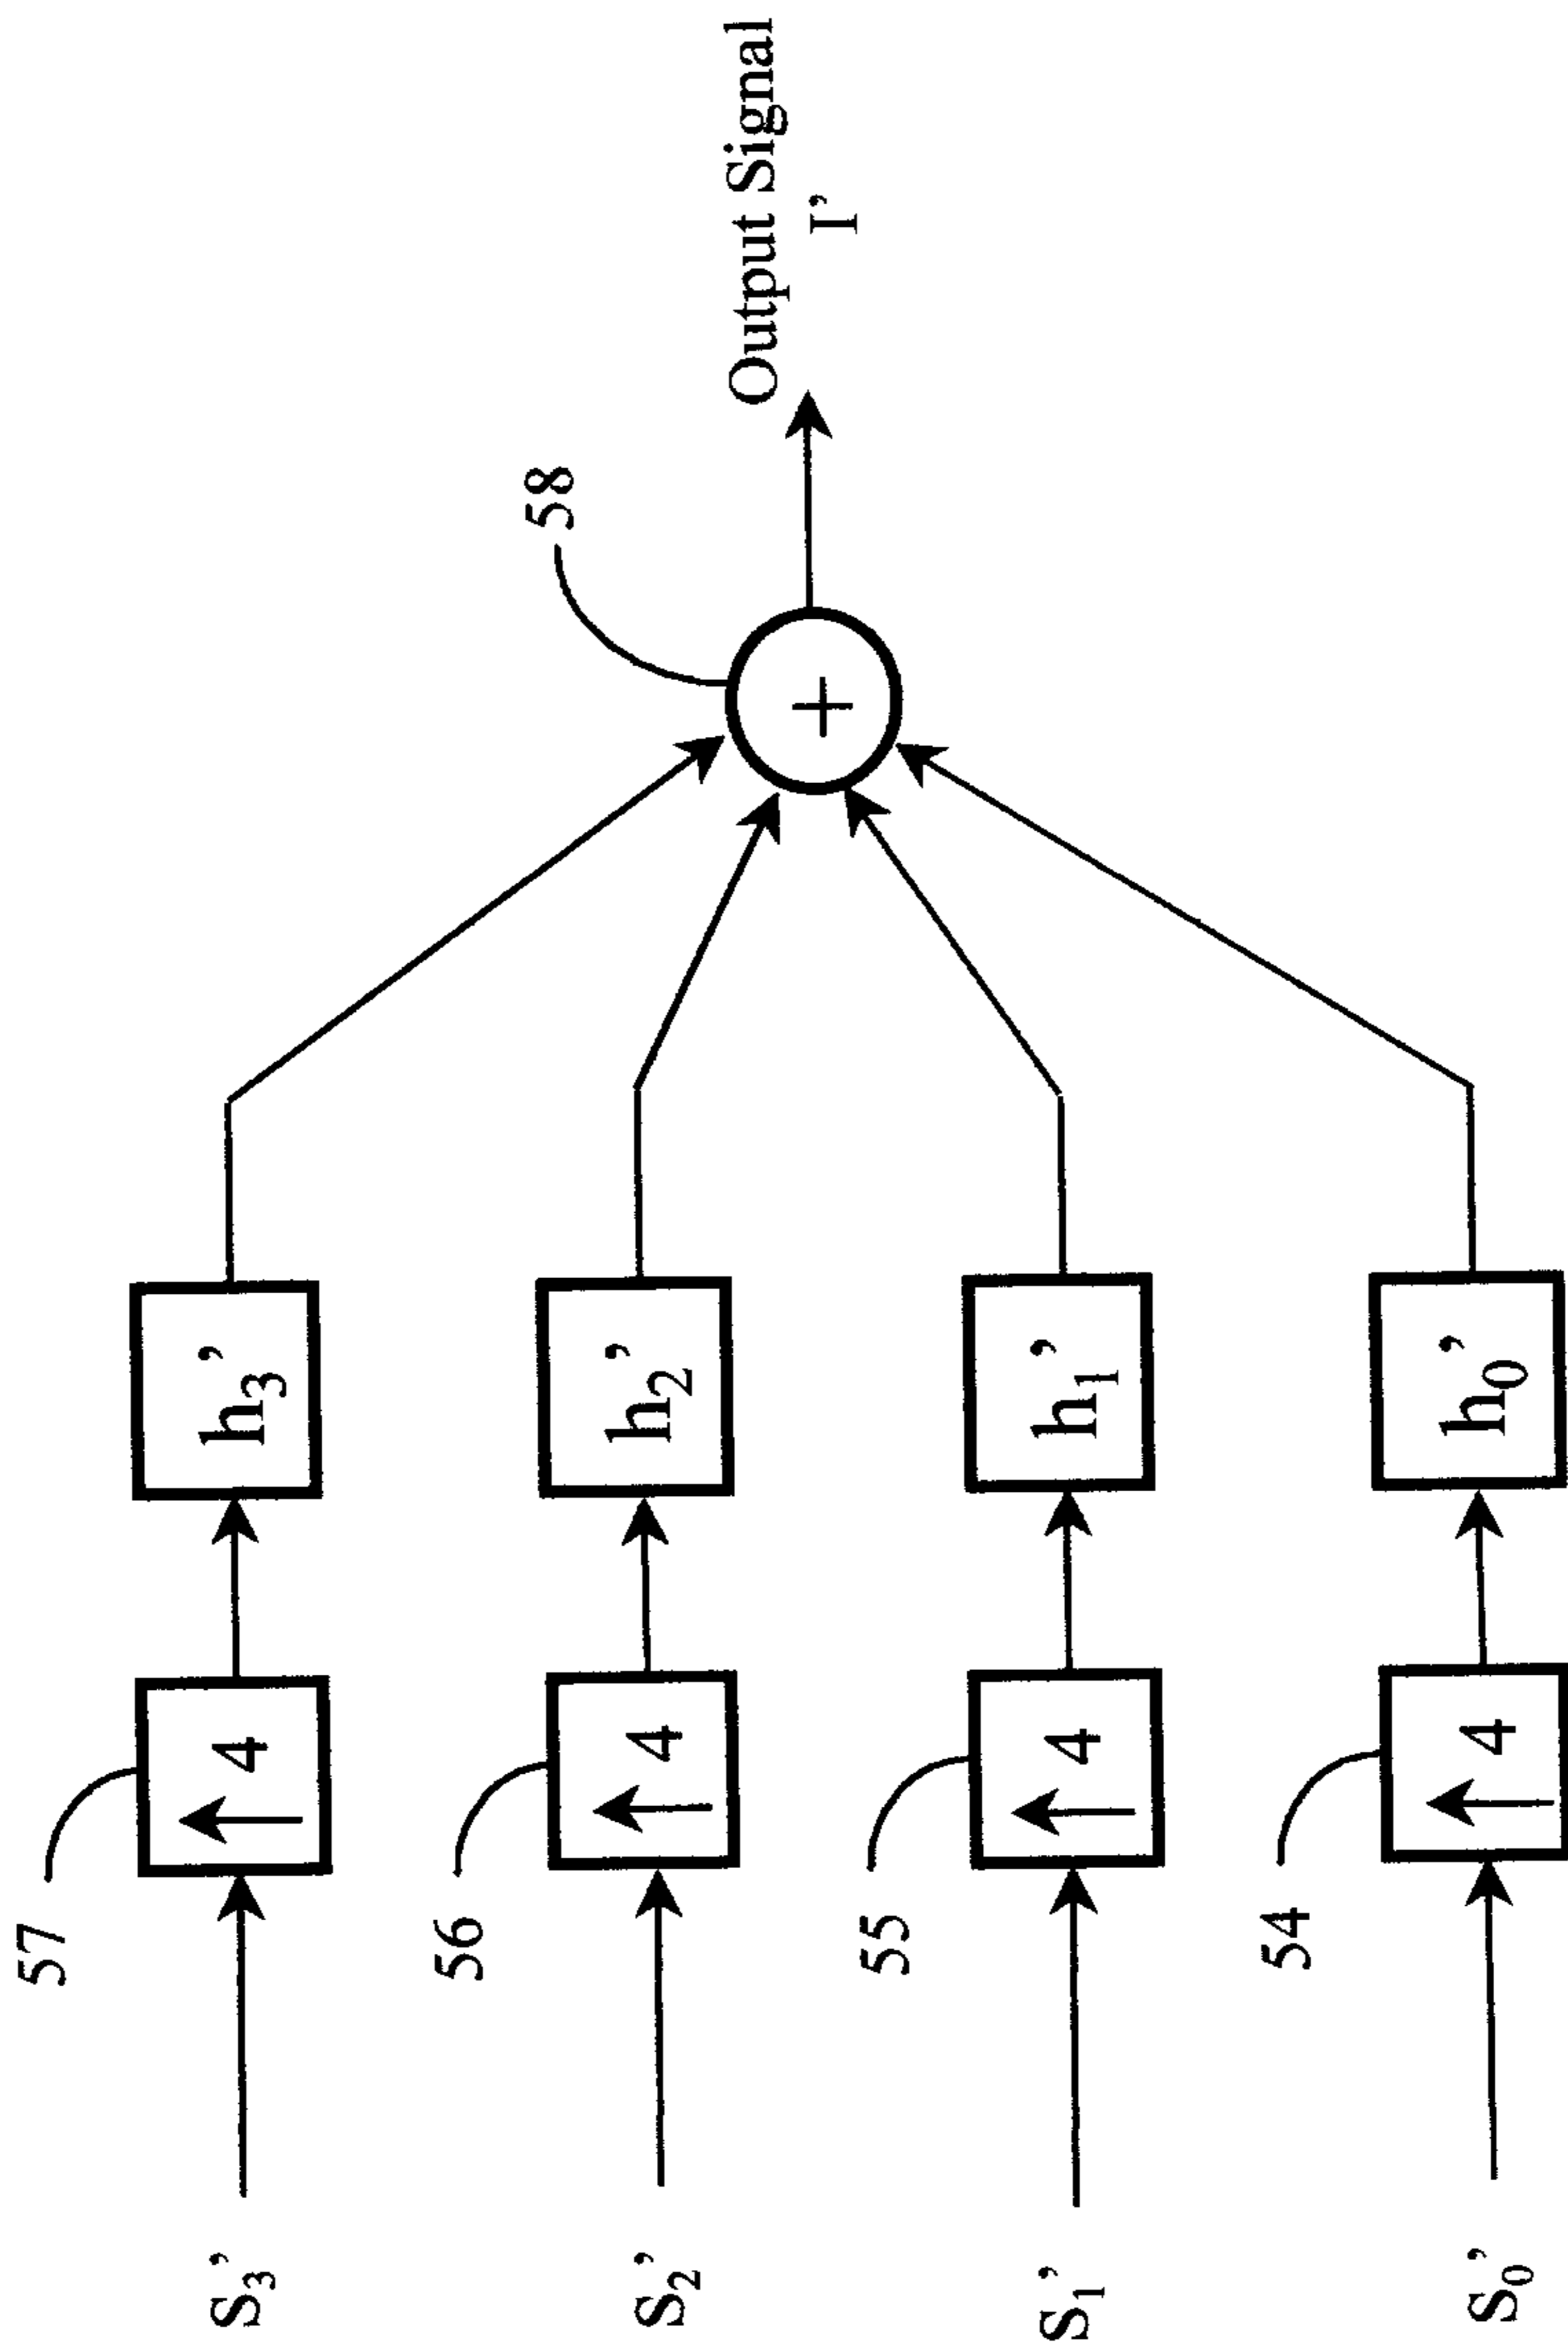 57
S₃' ↑ 4 h₃'
56
S₂' ↑ 4 h₂'
58
+
Output Signal
I'
55
S₁' ↑ 4 h₁'
54
S₀' ↑ 4 h₀'